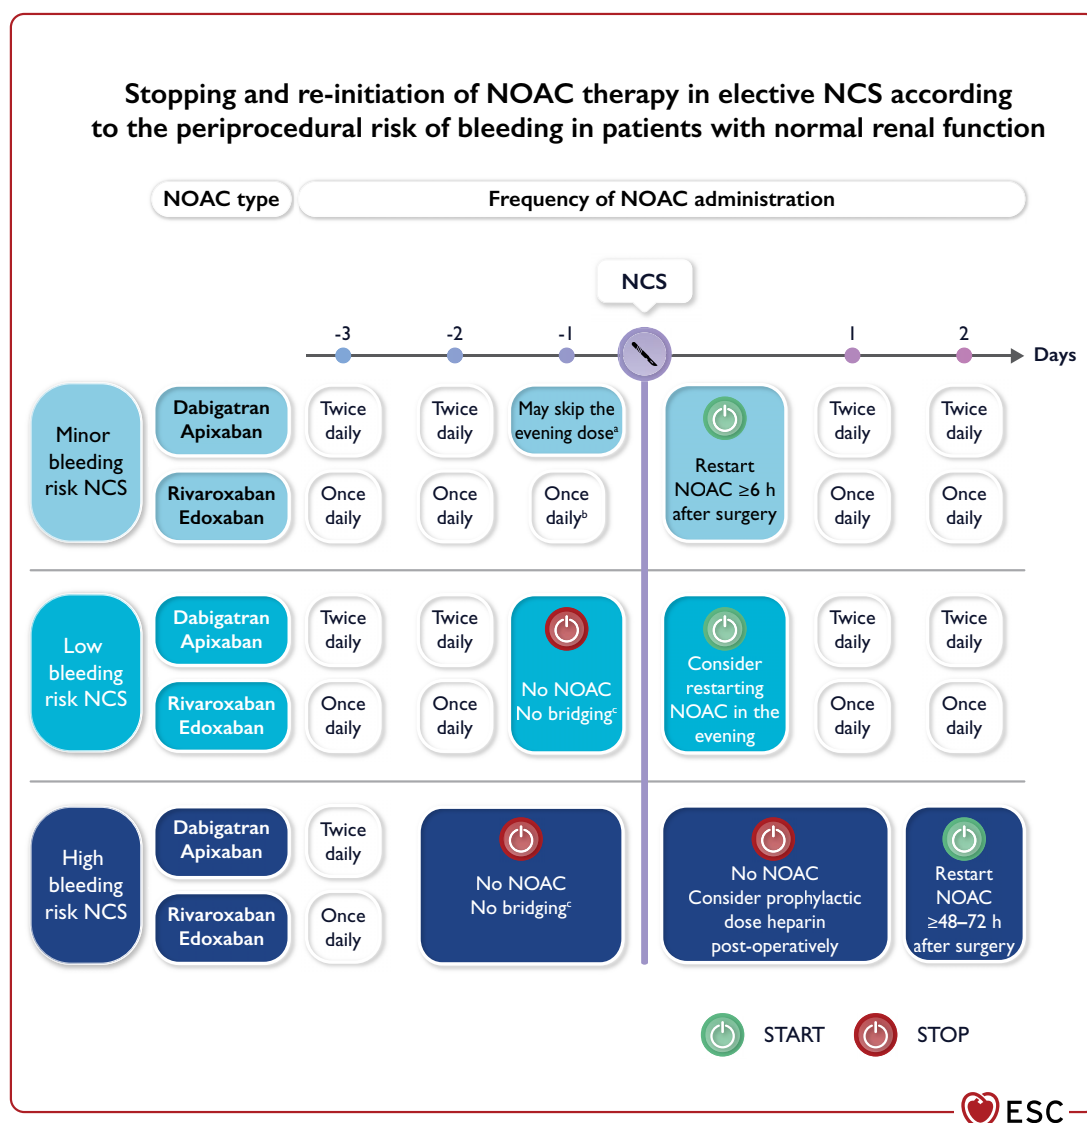 Stopping and re-initiation of NOAC therapy in elective NCS according
to the periprocedural risk of bleeding in patients with normal renal function
NOAC type
Frequency of NOAC administration
NCS
-3
-2
-1
1
2
Days
Minor
bleeding
risk NCS
Dabigatran
Apixaban
Twice
daily
Twice
daily
May skip the
evening doseᵃ
Rivaroxaban
Edoxaban
Once
daily
Once
daily
Once
dailyᵇ
Restart
NOAC ≥6 h
after surgery
Twice
daily
Twice
daily
Once
daily
Once
daily
Low
bleeding
risk NCS
Dabigatran
Apixaban
Twice
daily
Twice
daily
Rivaroxaban
Edoxaban
Once
daily
Once
daily
No NOAC
No bridgingᶜ
Consider
restarting
NOAC in the
evening
Twice
daily
Twice
daily
Once
daily
Once
daily
High
bleeding
risk NCS
Dabigatran
Apixaban
Twice
daily
Rivaroxaban
Edoxaban
Once
daily
No NOAC
No bridgingᶜ
No NOAC
Consider prophylactic
dose heparin
post-operatively
Restart
NOAC
≥48–72 h
after surgery
START
STOP
ESC